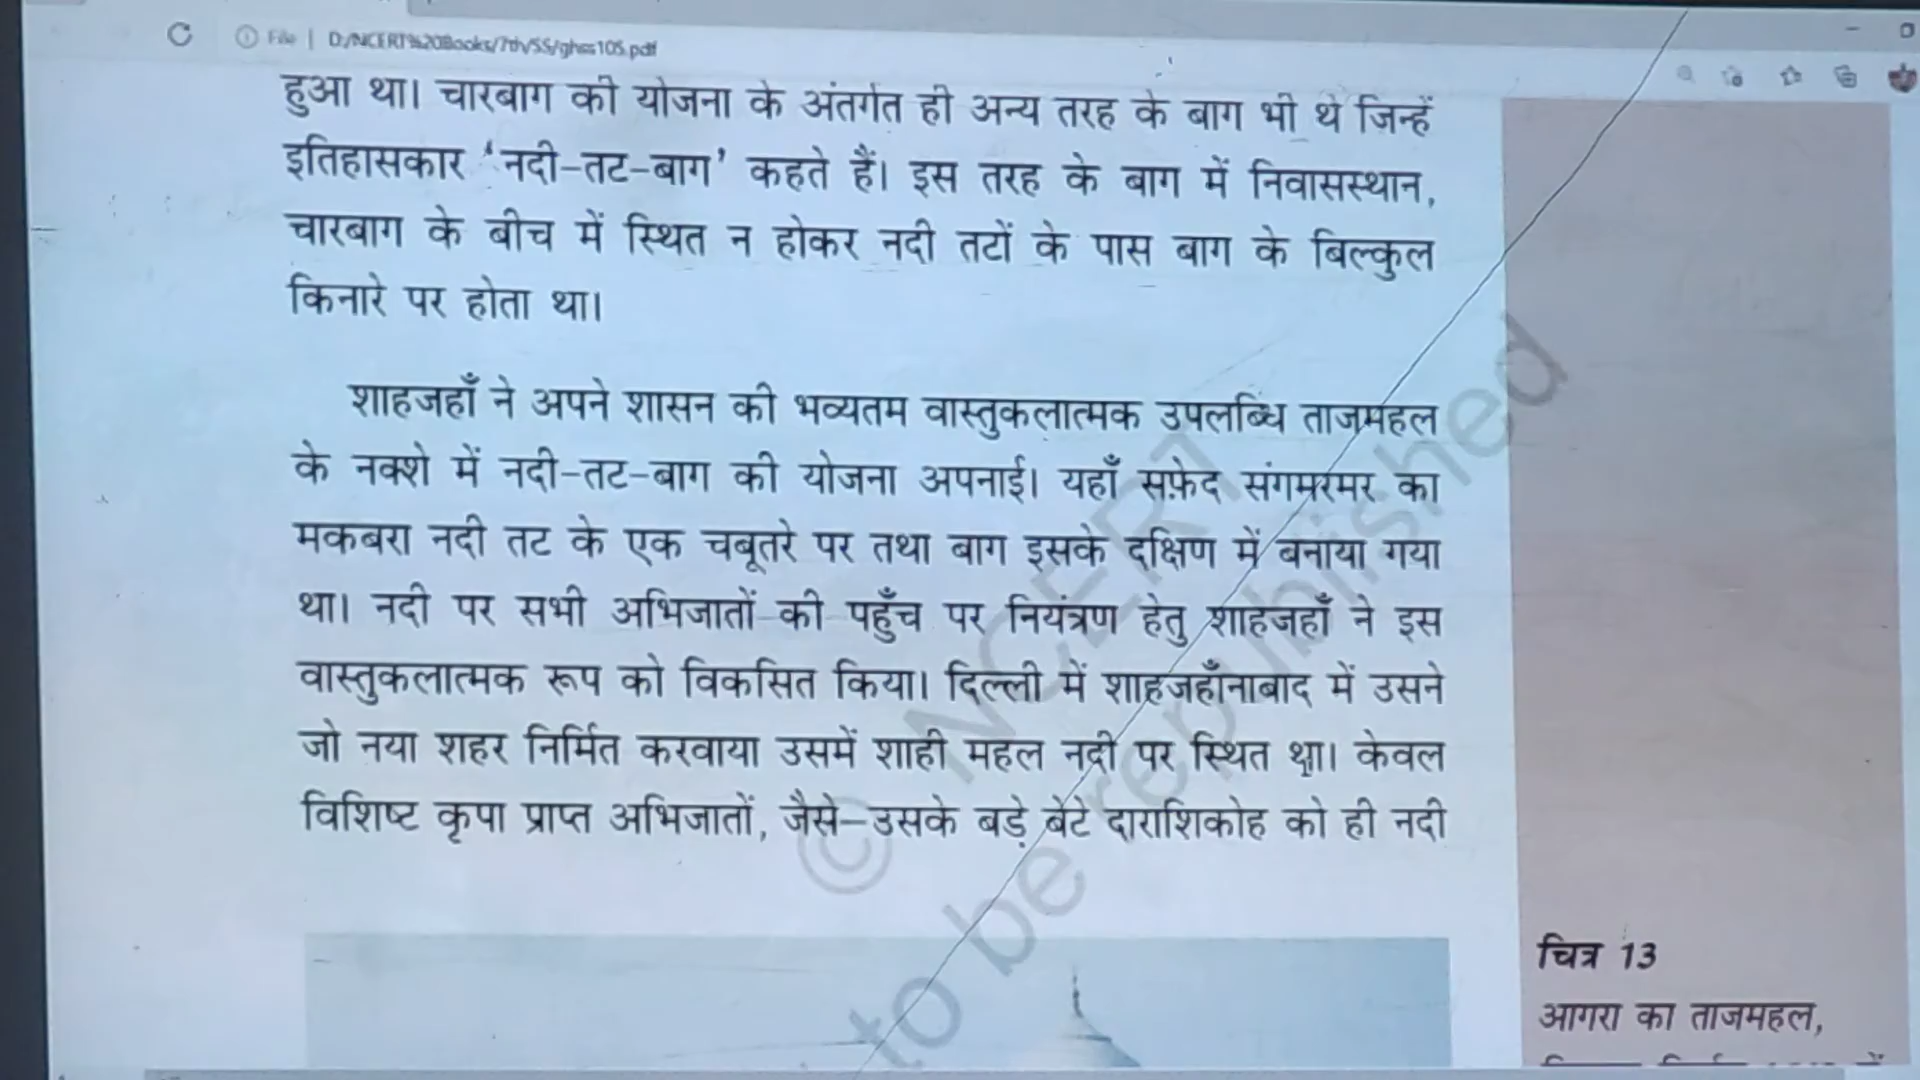 File | D:/NCERT%20Books/7th/SS/ghss105.pdf
हुआ था। चारबाग की योजना के अंतर्गत ही अन्य तरह के बाग भी थे जिन्हें
इतिहासकार ‘नदी-तट-बाग’ कहते हैं। इस तरह के बाग में निवासस्थान,
चारबाग के बीच में स्थित न होकर नदी तटों के पास बाग के बिल्कुल
किनारे पर होता था।
शाहजहाँ ने अपने शासन की भव्यतम वास्तुकलात्मक उपलब्धि ताजमहल
के नक्शे में नदी-तट-बाग की योजना अपनाई। यहाँ सफ़ेद संगमरमर का
मकबरा नदी तट के एक चबूतरे पर तथा बाग इसके दक्षिण में बनाया गया
था। नदी पर सभी अभिजातों की पहुँच पर नियंत्रण हेतु शाहजहाँ ने इस
वास्तुकलात्मक रूप को विकसित किया। दिल्ली में शाहजहाँनाबाद में उसने
जो नया शहर निर्मित करवाया उसमें शाही महल नदी पर स्थित था। केवल
विशिष्ट कृपा प्राप्त अभिजातों, जैसे—उसके बड़े बेटे दाराशिकोह को ही नदी
© NCERT
to be republished
चित्र 13
आगरा का ताजमहल,